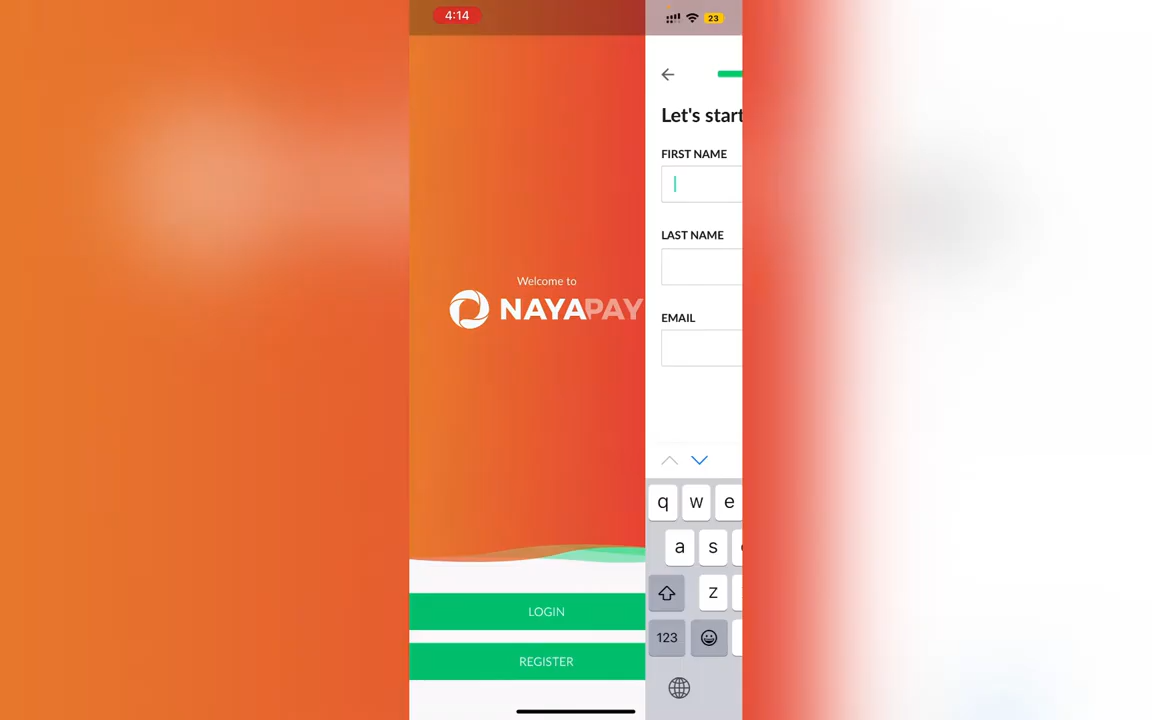 4:14
23
Let's start
FIRST NAME
LAST NAME
EMAIL
Welcome to
NAYAPAY
LOGIN
REGISTER
q w e
a s
z
123